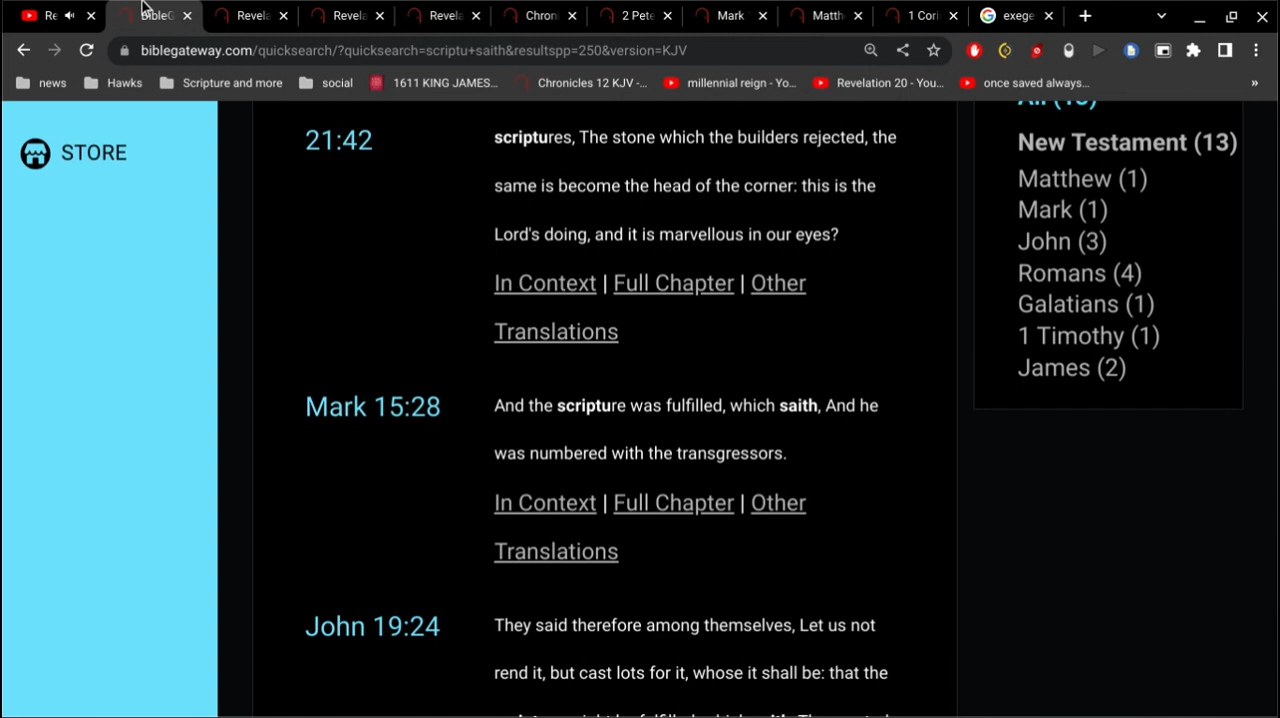 Re
BibleG
Revela
Revela
Revela
Chron
2 Pete
Mark
Matth
1 Cori
exege
biblegateway.com/quicksearch/?quicksearch=scriptu+saith&resultspp=250&version=KJV
news
Hawks
Scripture and more
social
1611 KING JAMES...
Chronicles 12 KJV -...
millennial reign - Yo...
Revelation 20 - You...
once saved always...
»
STORE
21:42
scriptures, The stone which the builders rejected, the
same is become the head of the corner: this is the
Lord's doing, and it is marvellous in our eyes?
In Context | Full Chapter | Other
Translations
Mark 15:28
And the scripture was fulfilled, which saith, And he
was numbered with the transgressors.
In Context | Full Chapter | Other
Translations
John 19:24
They said therefore among themselves, Let us not
rend it, but cast lots for it, whose it shall be: that the
New Testament (13)
Matthew (1)
Mark (1)
John (3)
Romans (4)
Galatians (1)
1 Timothy (1)
James (2)